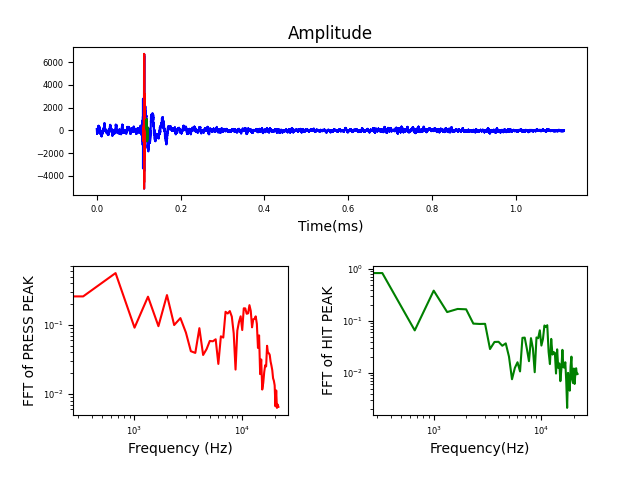 Amplitude
6000
4000
2000
0
−2000
−4000
0.0 0.2 0.4 0.6 0.8 1.0
Time(ms)
FFT of PRESS PEAK
10⁻¹
10⁻²
10³ 10⁴
Frequency (Hz)
FFT of HIT PEAK
10⁰
10⁻¹
10⁻²
10³ 10⁴
Frequency(Hz)